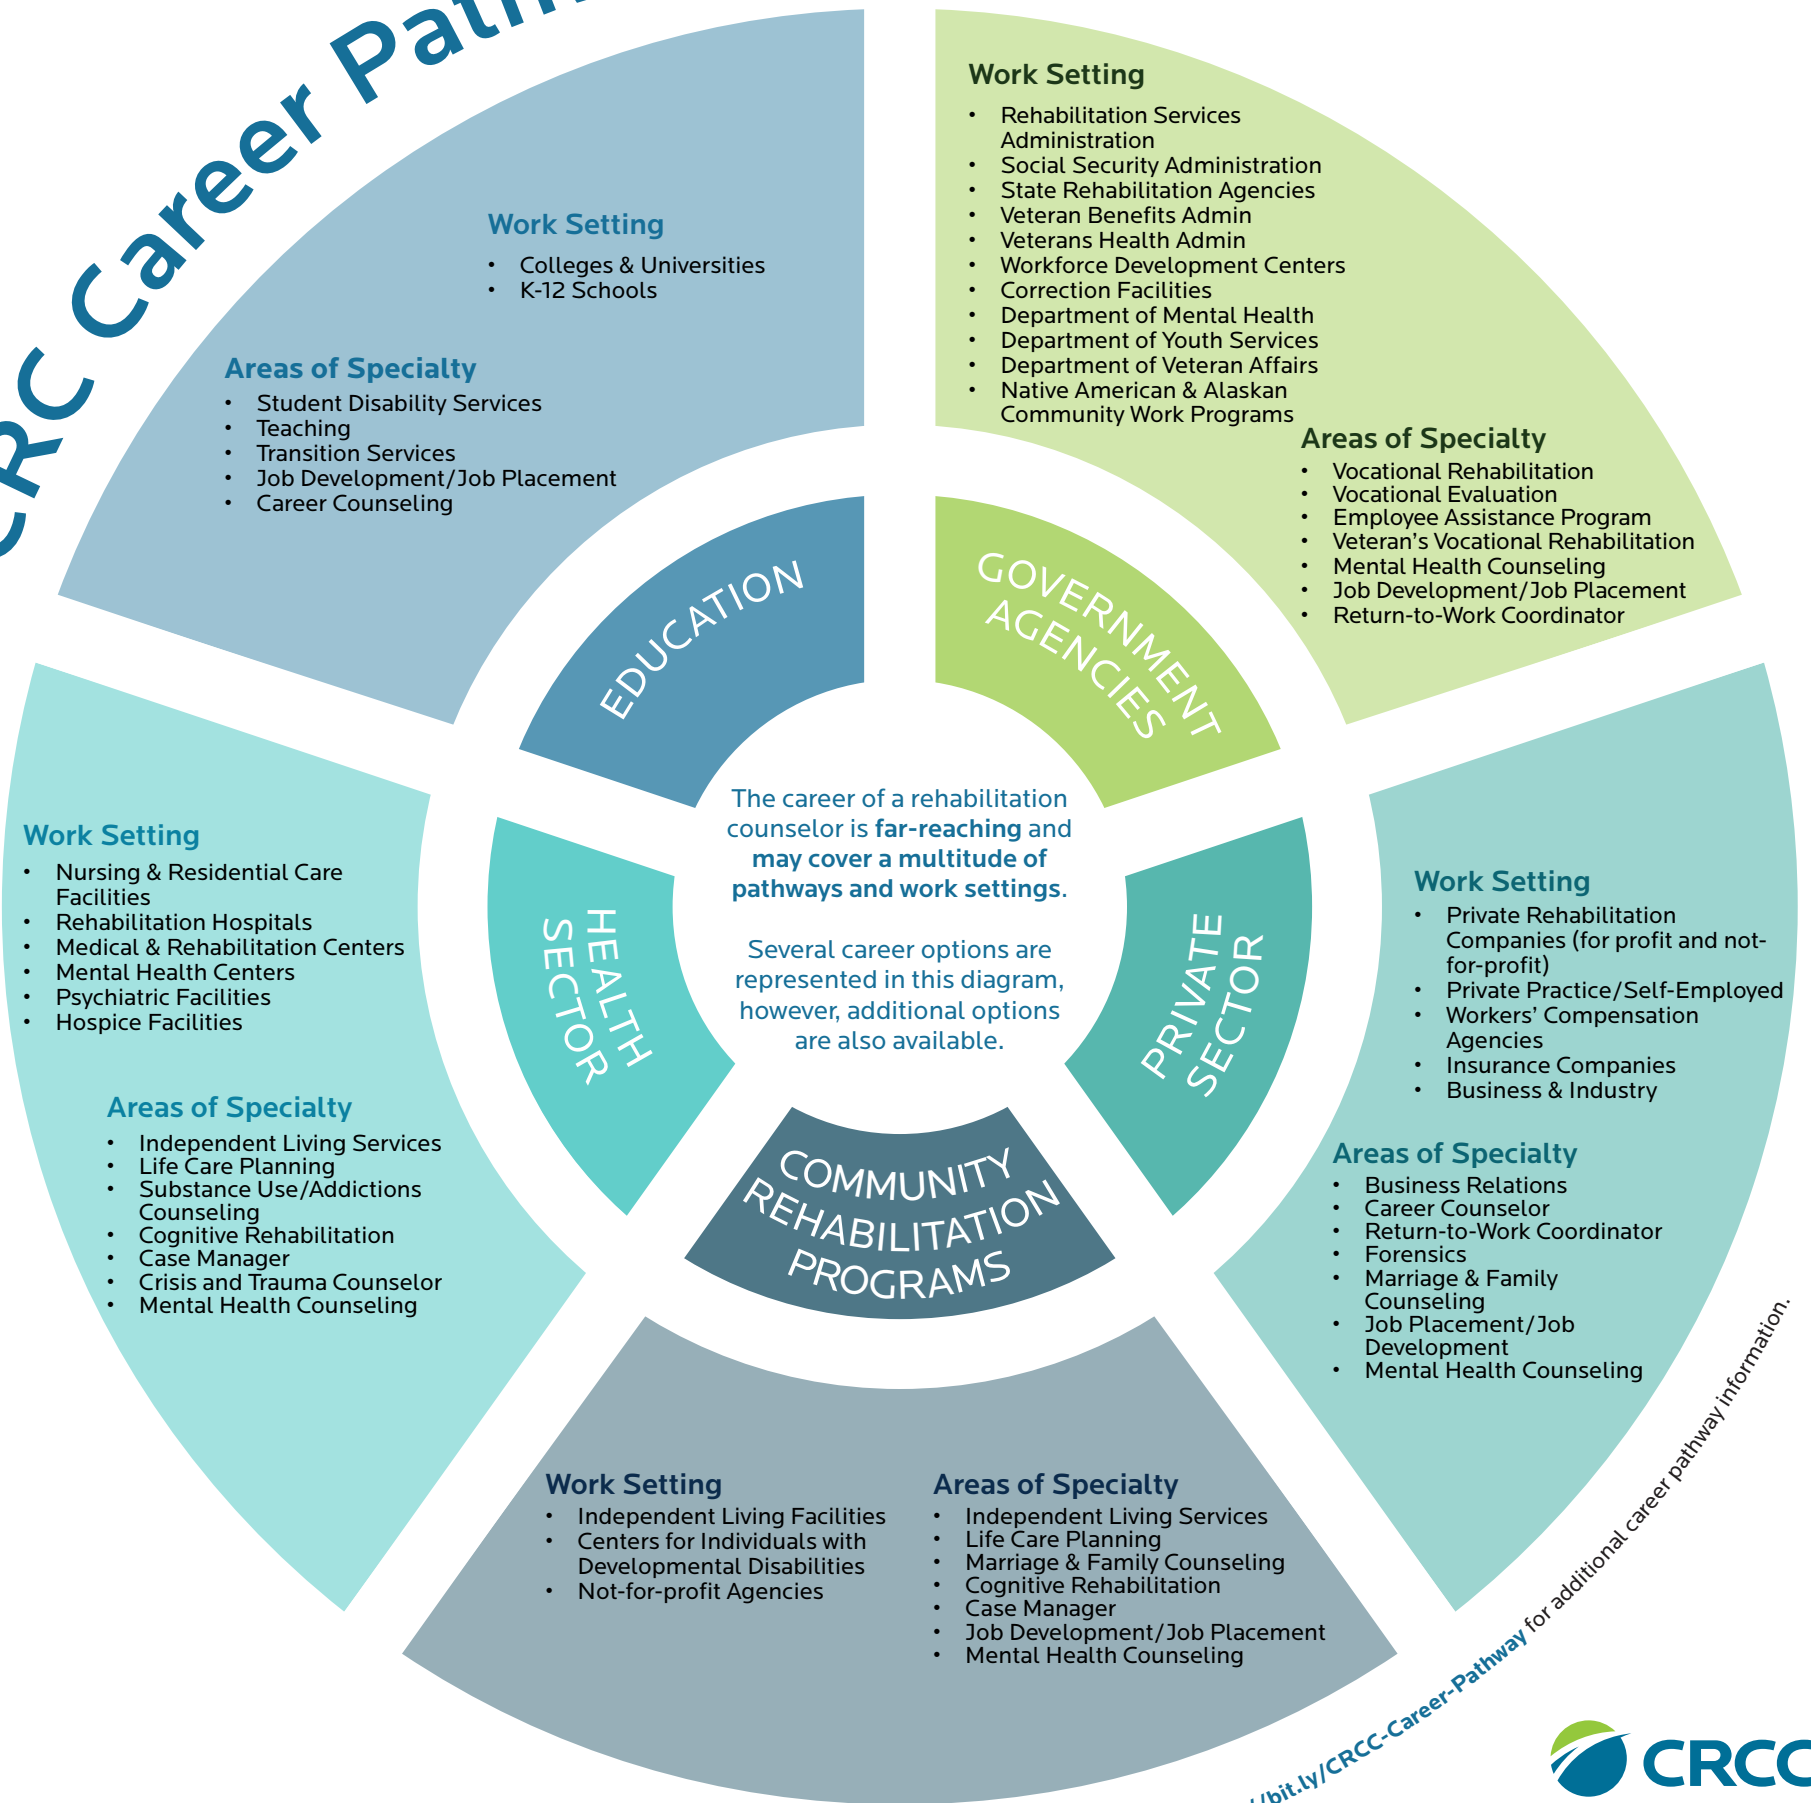 CRC Career
Work Setting
• Colleges & Universities
• K-12 Schools
Areas of Specialty
• Student Disability Services
• Teaching
• Transition Services
• Job Development/Job Placement
• Career Counseling
EDUCATION
Work Setting
• Rehabilitation Services
Administration
• Social Security Administration
• State Rehabilitation Agencies
• Veteran Benefits Admin
• Veterans Health Admin
• Workforce Development Centers
• Correction Facilities
• Department of Mental Health
• Department of Youth Services
• Department of Veteran Affairs
• Native American & Alaskan
Community Work Programs
Areas of Specialty
• Vocational Rehabilitation
• Vocational Evaluation
• Employee Assistance Program
• Veteran's Vocational Rehabilitation
• Mental Health Counseling
• Job Development/Job Placement
• Return-to-Work Coordinator
GOVERNMENT
AGENCIES
The career of a rehabilitation
counselor is far-reaching and
may cover a multitude of
pathways and work settings.
Several career options are
represented in this diagram,
however, additional options
are also available.
Work Setting
• Nursing & Residential Care
Facilities
• Rehabilitation Hospitals
• Medical & Rehabilitation Centers
• Mental Health Centers
• Psychiatric Facilities
• Hospice Facilities
Areas of Specialty
• Independent Living Services
• Life Care Planning
• Substance Use/Addictions
Counseling
• Cognitive Rehabilitation
• Case Manager
• Crisis and Trauma Counselor
• Mental Health Counseling
HEALTH
SECTOR
PRIVATE
SECTOR
Work Setting
• Private Rehabilitation
Companies (for profit and not-
for-profit)
• Private Practice/Self-Employed
• Workers' Compensation
Agencies
• Insurance Companies
• Business & Industry
Areas of Specialty
• Business Relations
• Career Counselor
• Return-to-Work Coordinator
• Forensics
• Marriage & Family
Counseling
• Job Placement/Job
Development
• Mental Health Counseling
COMMUNITY
REHABILITATION
PROGRAMS
Work Setting
• Independent Living Facilities
• Centers for Individuals with
Developmental Disabilities
• Not-for-profit Agencies
Areas of Specialty
• Independent Living Services
• Life Care Planning
• Marriage & Family Counseling
• Cognitive Rehabilitation
• Case Manager
• Job Development/Job Placement
• Mental Health Counseling
//bit.ly/CRCC-Career-Pathway for additional career pathway information.
CRCC